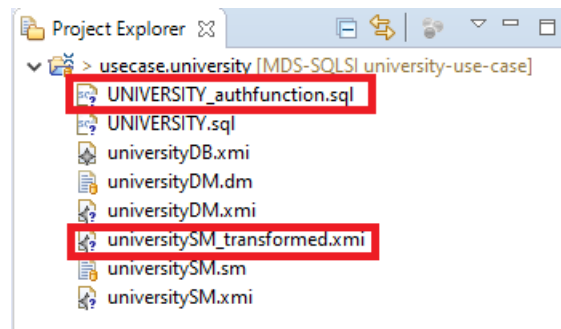 Project Explorer
> usecase.university [MDS-SQLSI university-use-case]
UNIVERSITY_authfunction.sql
UNIVERSITY.sql
universityDB.xmi
universityDM.dm
universityDM.xmi
universitySM_transformed.xmi
universitySM.sm
universitySM.xmi